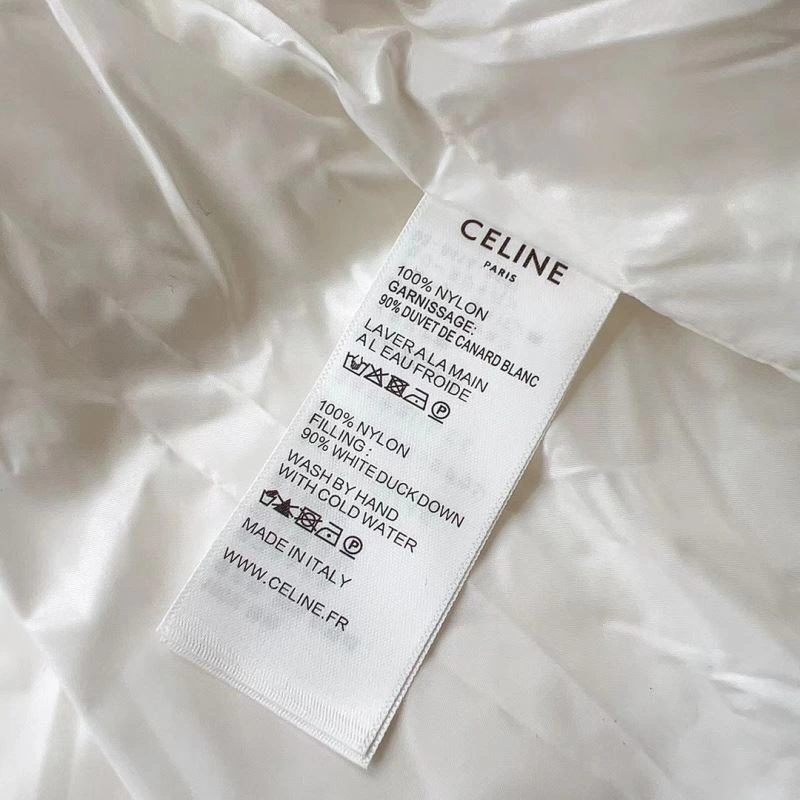 CELINE
PARIS
100% NYLON
GARNISSAGE:
90% DUVET DE CANARD BLANC
LAVER A LA MAIN
A L EAU FROIDE
P
100% NYLON
FILLING :
90% WHITE DUCK DOWN
WASH BY HAND
WITH COLD WATER
P
MADE IN ITALY
WWW.CELINE.FR